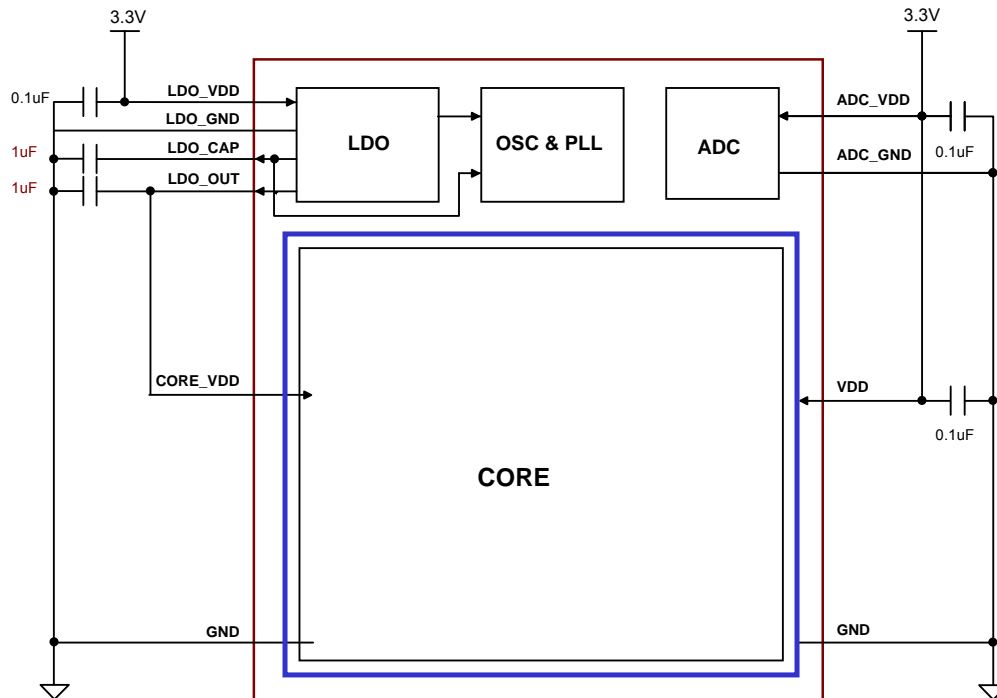 3.3V
3.3V
0.1uF
LDO_VDD
LDO_GND
1uF
LDO_CAP
1uF
LDO_OUT
LDO
OSC & PLL
ADC
ADC_VDD
0.1uF
ADC_GND
CORE_VDD
VDD
0.1uF
CORE
GND
GND